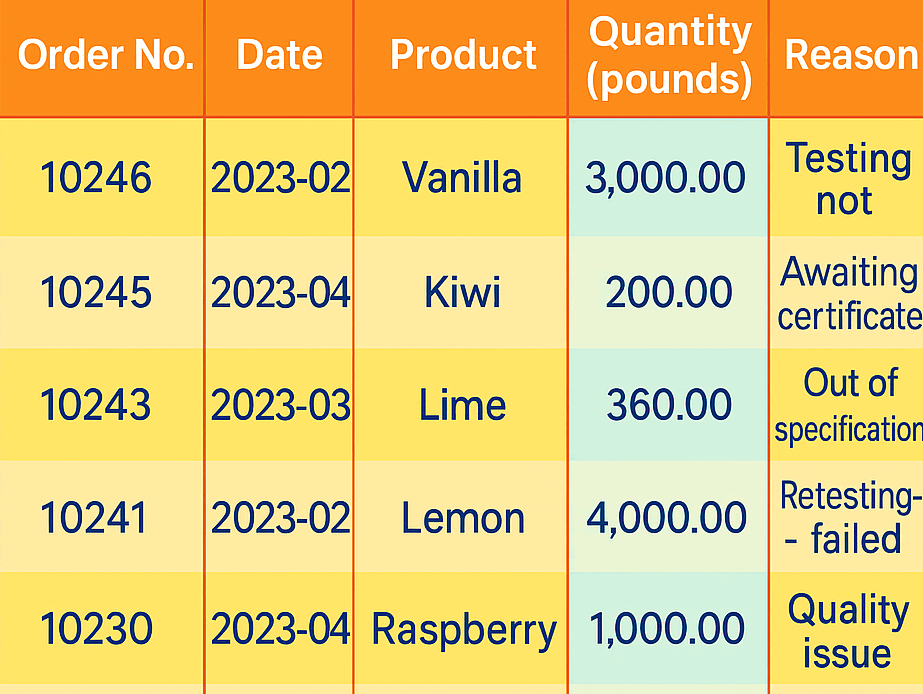 Order No. Date Product Quantity (pounds) Reason
10246 2023-02 Vanilla 3,000.00 Testing not
10245 2023-04 Kiwi 200.00 Awaiting certificate
10243 2023-03 Lime 360.00 Out of specification
10241 2023-02 Lemon 4,000.00 Retesting- - failed
10230 2023-04 Raspberry 1,000.00 Quality issue